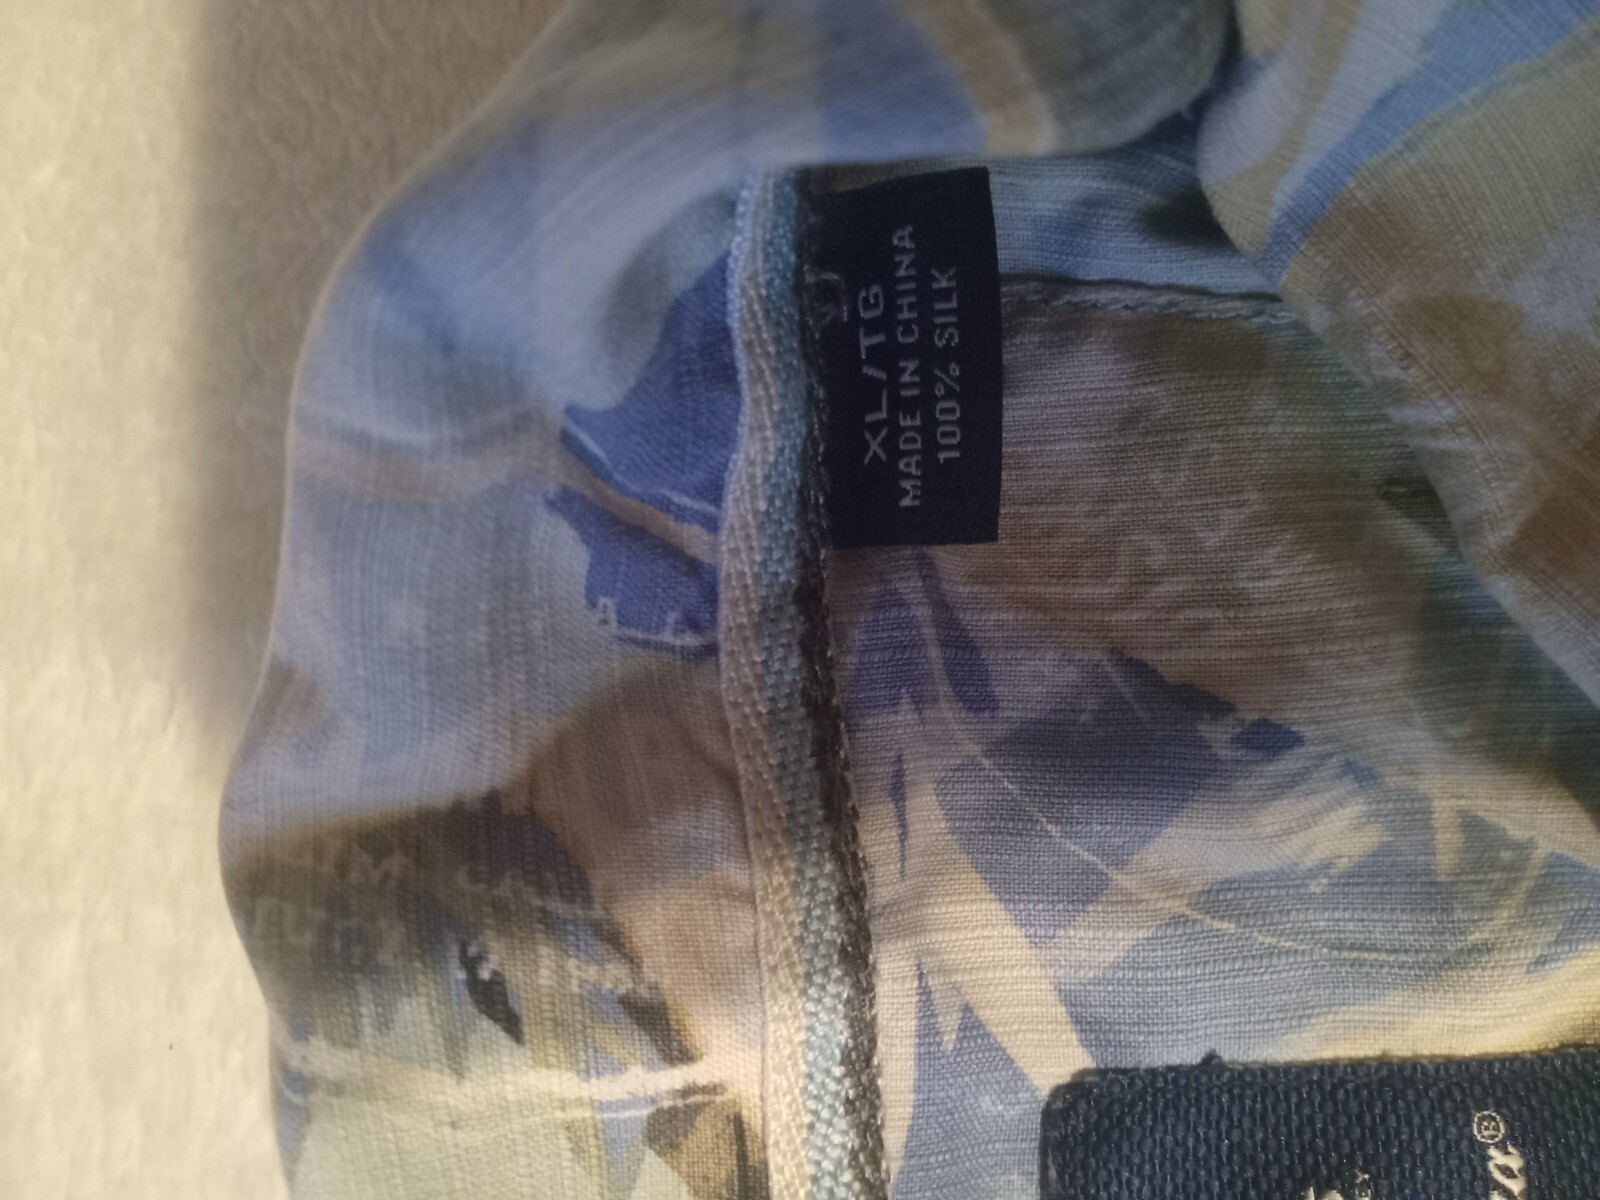 XL/TG
MADE IN CHINA
100% SILK